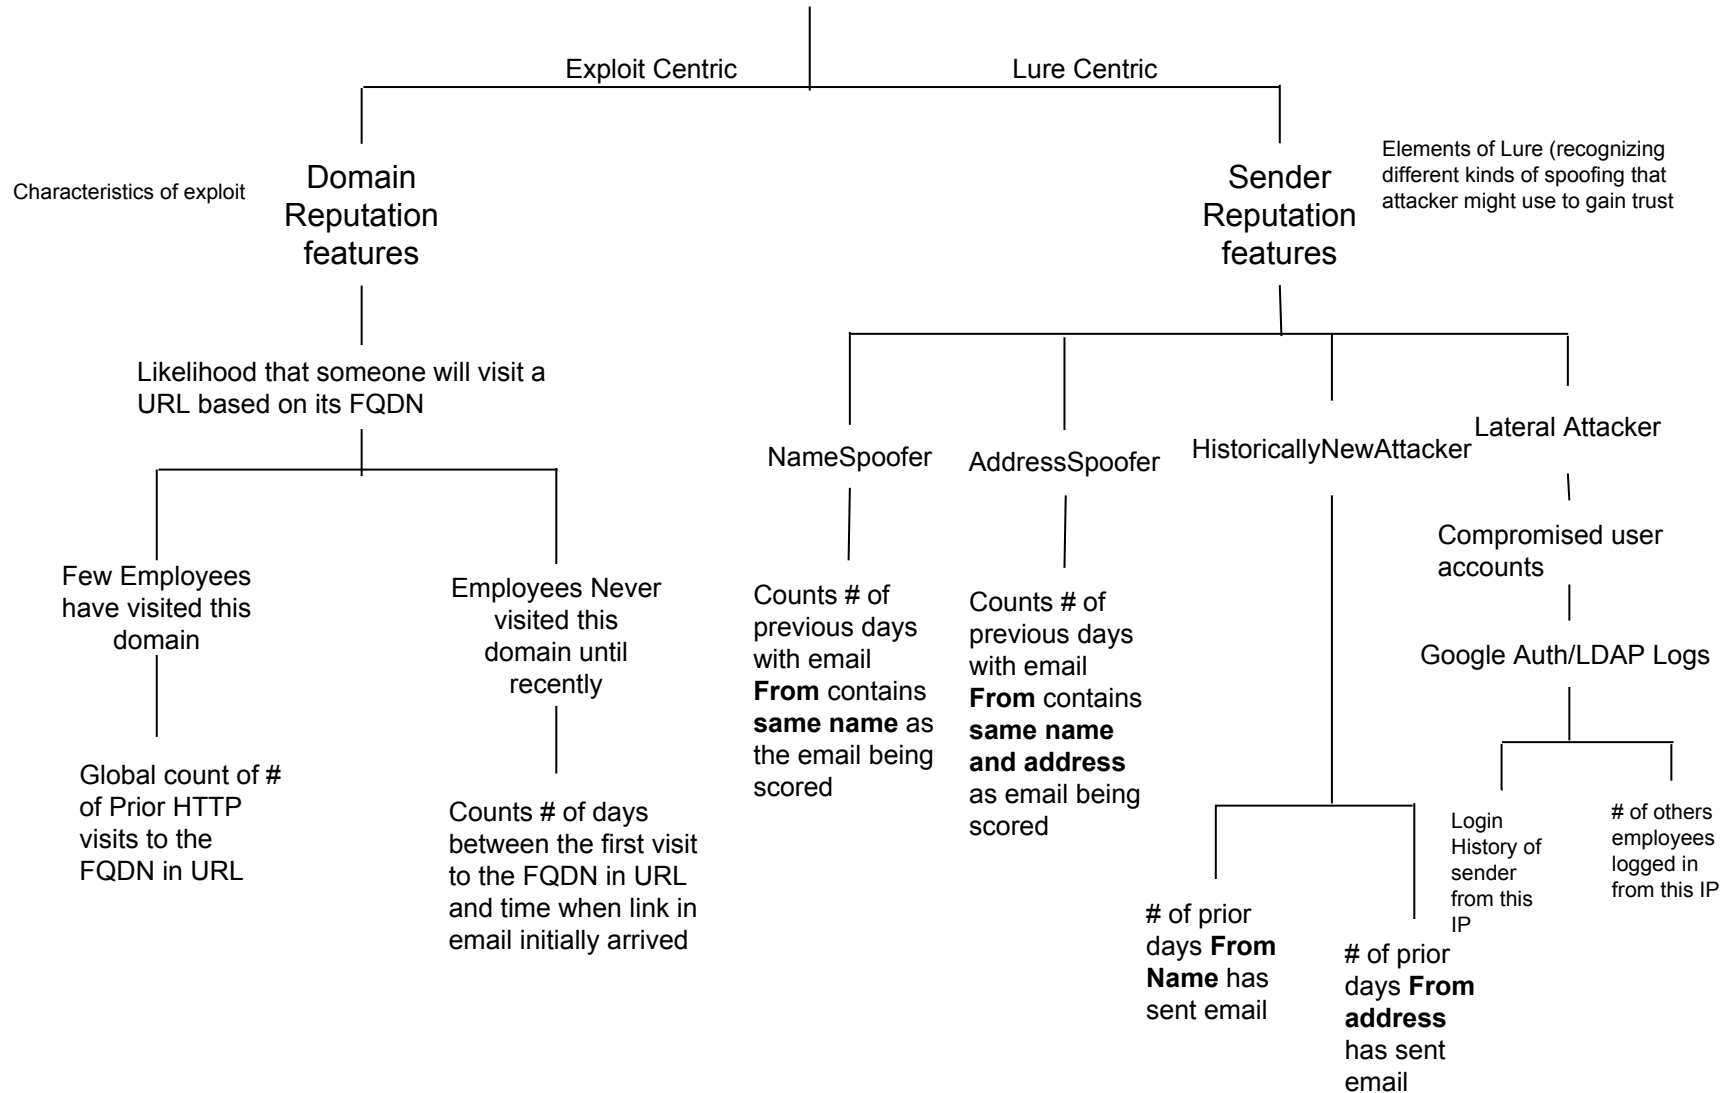 Exploit Centric
Lure Centric
Characteristics of exploit
Domain
Reputation
features
Sender
Reputation
features
Elements of Lure (recognizing
different kinds of spoofing that
attacker might use to gain trust
Likelihood that someone will visit a
URL based on its FQDN
NameSpoofer
AddressSpoofer
HistoricallyNewAttacker
Lateral Attacker
Few Employees
have visited this
domain
Employees Never
visited this
domain until
recently
Counts # of
previous days
with email
From contains
same name as
the email being
scored
Counts # of
previous days
with email
From contains
same name
and address
as email being
scored
Compromised user
accounts
Google Auth/LDAP Logs
Global count of #
of Prior HTTP
visits to the
FQDN in URL
Counts # of days
between the first visit
to the FQDN in URL
and time when link in
email initially arrived
# of prior
days From
Name has
sent email
# of prior
days From
address
has sent
email
Login
History of
sender
from this
IP
# of others
employees
logged in
from this IP